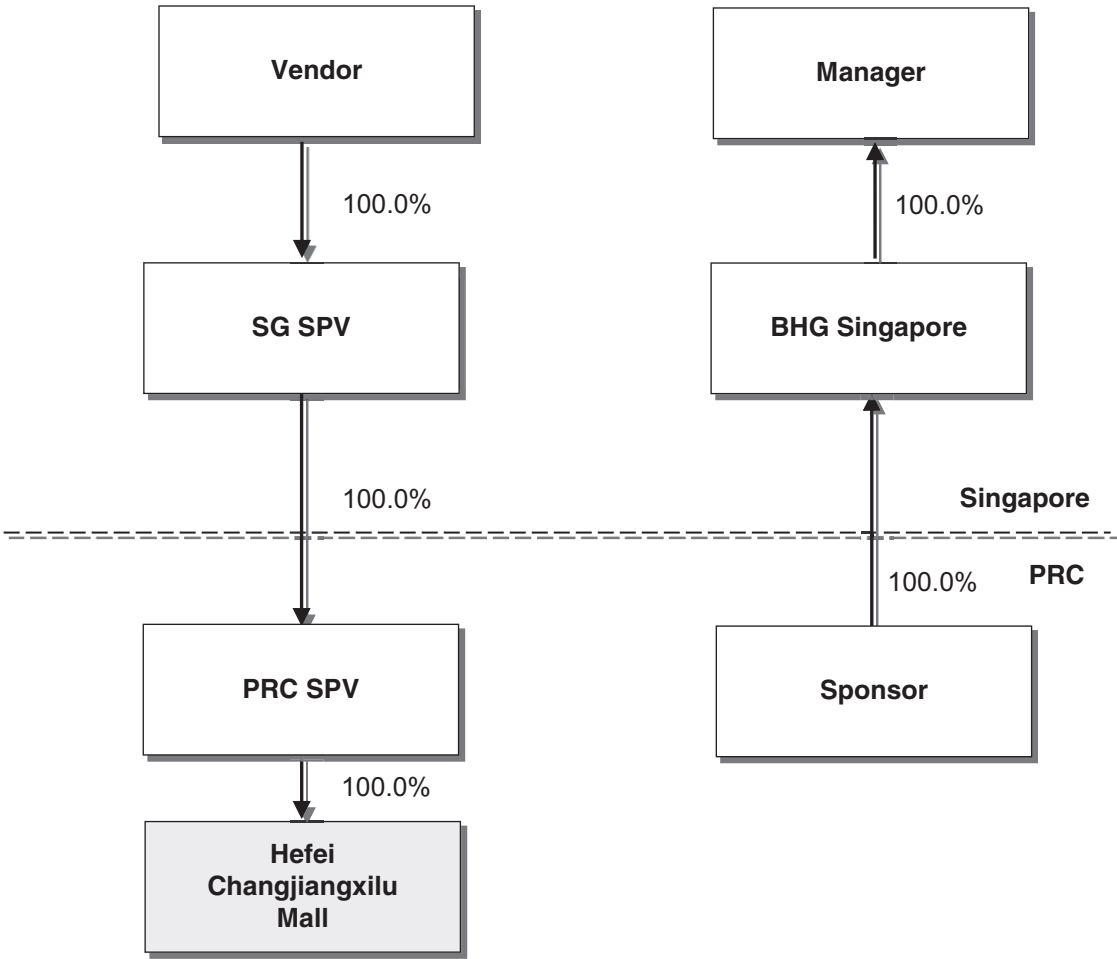 Vendor
Manager
100.0%
100.0%
SG SPV
BHG Singapore
100.0%
Singapore
100.0%
PRC
PRC SPV
Sponsor
100.0%
Hefei
Changjiangxilu
Mall